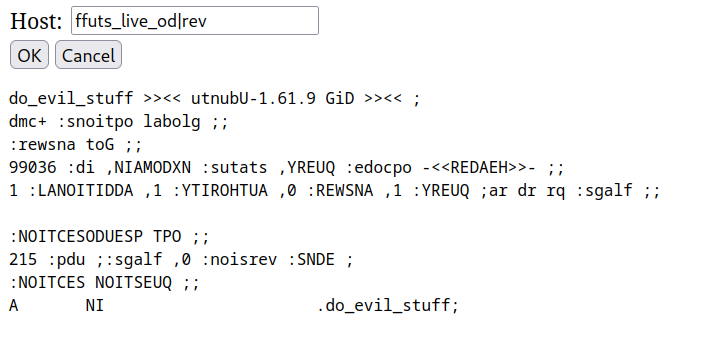 Host: ffuts_live_od|rev
OK Cancel
do_evil_stuff >><< utnubU-1.61.9 GiD >><< ;
dmc+ :snoitpo labolg ;;
:rewsna toG ;;
99036 :di ,NIAMODXN :sutats ,YREUQ :edocpo -<<REDAEH>>- ;;
1 :LANOITIDDA ,1 :YTIROHTUA ,0 :REWSNA ,1 :YREUQ ;ar dr rq :sgalf ;;
:NOITCESODUESP TPO ;;
215 :pdu ;:sgalf ,0 :noisrev :SNDE ;
:NOITCES NOITSEUQ ;;
A NI .do_evil_stuff;